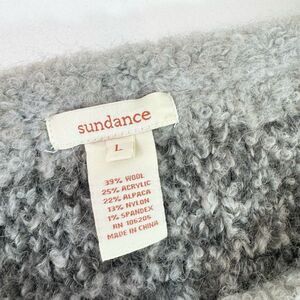 sundance
L
39% WOOL
25% ACRYLIC
22% ALPACA
13% NYLON
1% SPANDEX
RN 106205
MADE IN CHINA